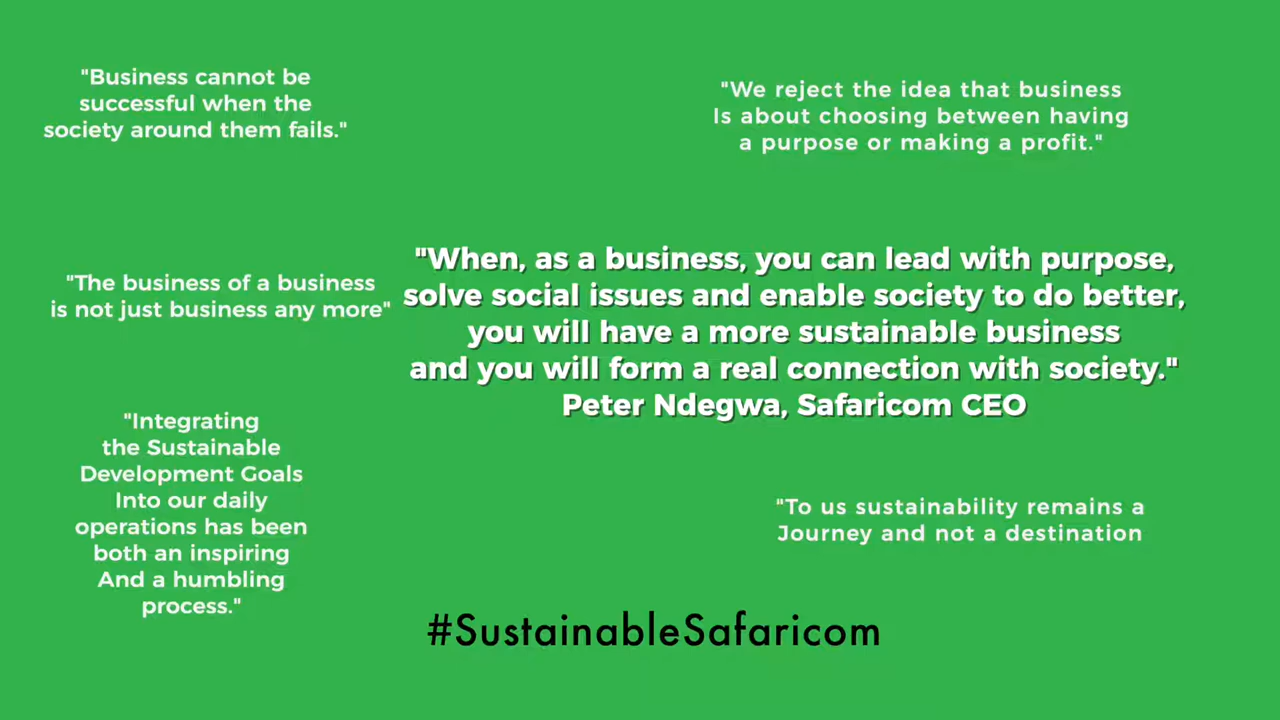 "Business cannot be
successful when the
society around them fails."
"We reject the idea that business
Is about choosing between having
a purpose or making a profit."
"The business of a business
is not just business any more"
"When, as a business, you can lead with purpose,
solve social issues and enable society to do better,
you will have a more sustainable business
and you will form a real connection with society."
Peter Ndegwa, Safaricom CEO
"Integrating
the Sustainable
Development Goals
Into our daily
operations has been
both an inspiring
And a humbling
process."
"To us sustainability remains a
Journey and not a destination
#SustainableSafaricom